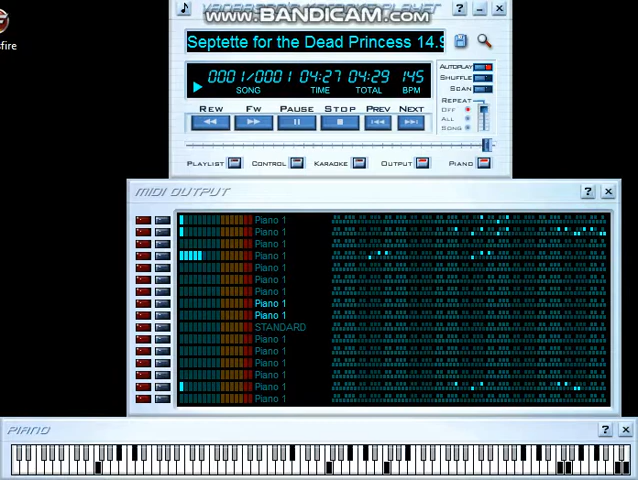 www.BANDICAM.com
sfire
Septette for the Dead Princess 14.9
0001/0001 04:27 04:29 145
SONG TIME TOTAL BPM
AUTOPLAY
SHUFFLE
SCAN
REPEAT
OFF
ALL
SONG
REW FW PAUSE STOP PREV NEXT
PLAYLIST CONTROL KARAOKE OUTPUT PIANO
MIDI OUTPUT
Piano 1
Piano 1
Piano 1
Piano 1
Piano 1
Piano 1
Piano 1
Piano 1
Piano 1
STANDARD
Piano 1
Piano 1
Piano 1
Piano 1
Piano 1
Piano 1
PIANO